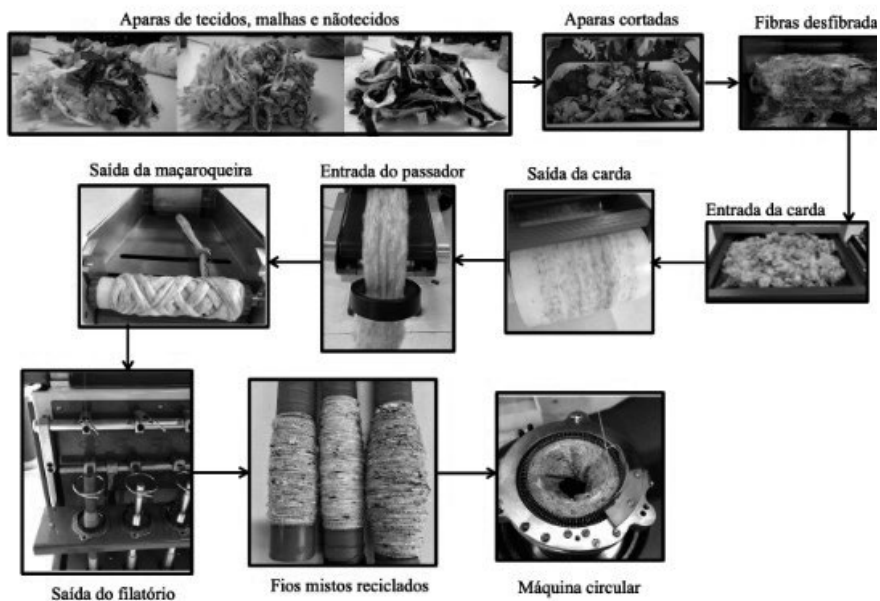 Aparas de tecidos, malhas e nãotecidos
Aparas cortadas
Fibras desfibrada
Entrada da carda
Saída da carda
Entrada do passador
Saída da maçaroqueira
Saída do filatório
Fios mistos reciclados
Máquina circular